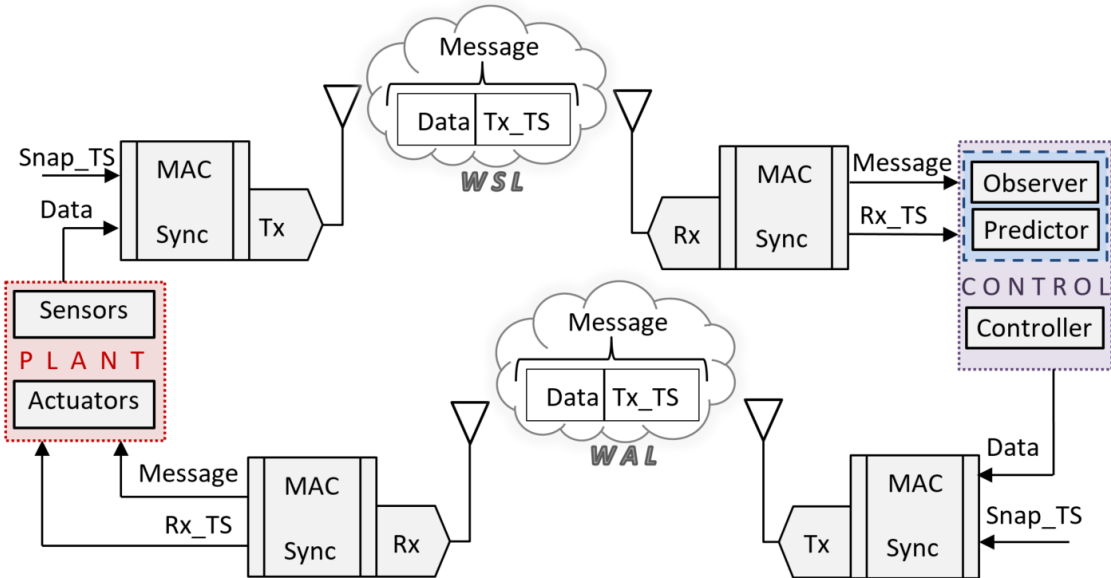 Message
Data Tx_TS
WSL
Snap_TS
Data
MAC
Sync
Tx
Rx
MAC
Sync
Message
Rx_TS
Observer
Predictor
CONTROL
Controller
Sensors
PLANT
Actuators
Message
Data Tx_TS
WAL
Message
Rx_TS
MAC
Sync
Rx
Tx
MAC
Sync
Data
Snap_TS